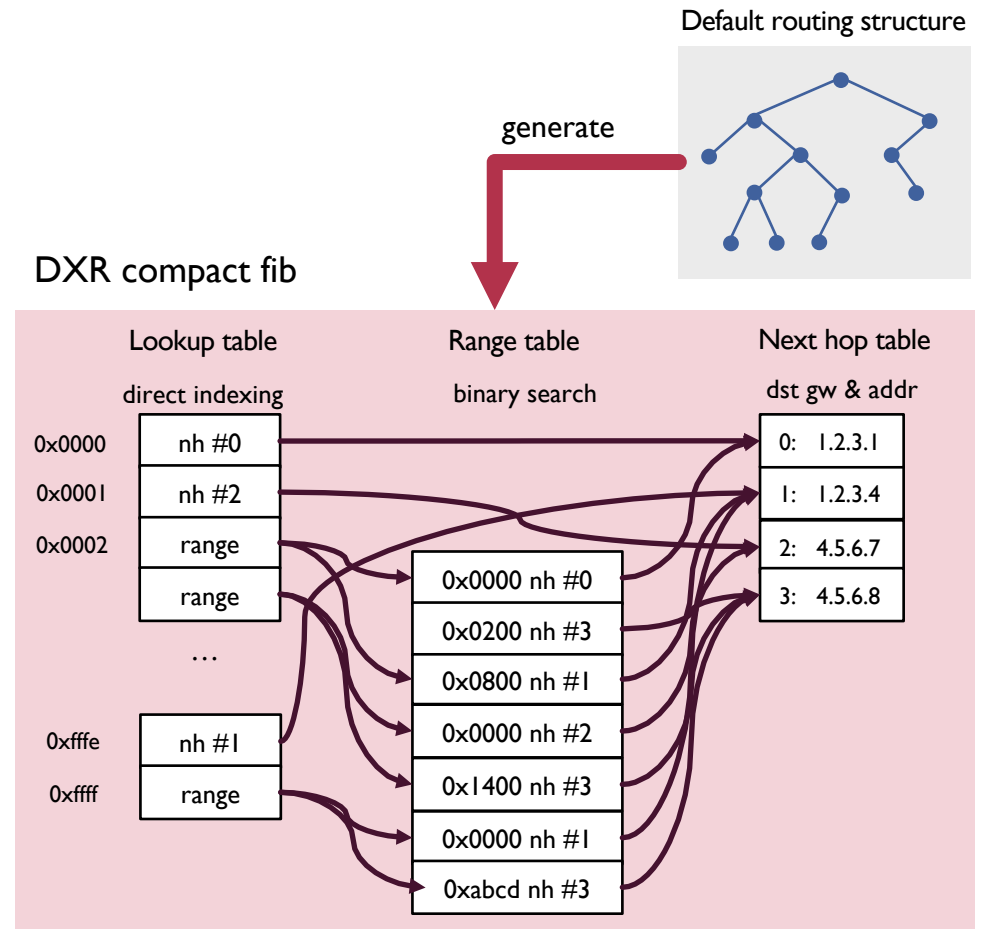 Default routing structure
generate
DXR compact fib
Lookup table
Range table
Next hop table
direct indexing
binary search
dst gw & addr
0x0000
nh #0
0: 1.2.3.1
0x0001
nh #2
1: 1.2.3.4
0x0002
range
2: 4.5.6.7
0x0000 nh #0
range
3: 4.5.6.8
0x0200 nh #3
…
0x0800 nh #1
0xfffe
nh #1
0x0000 nh #2
0xffff
range
0x1400 nh #3
0x0000 nh #1
0xabcd nh #3